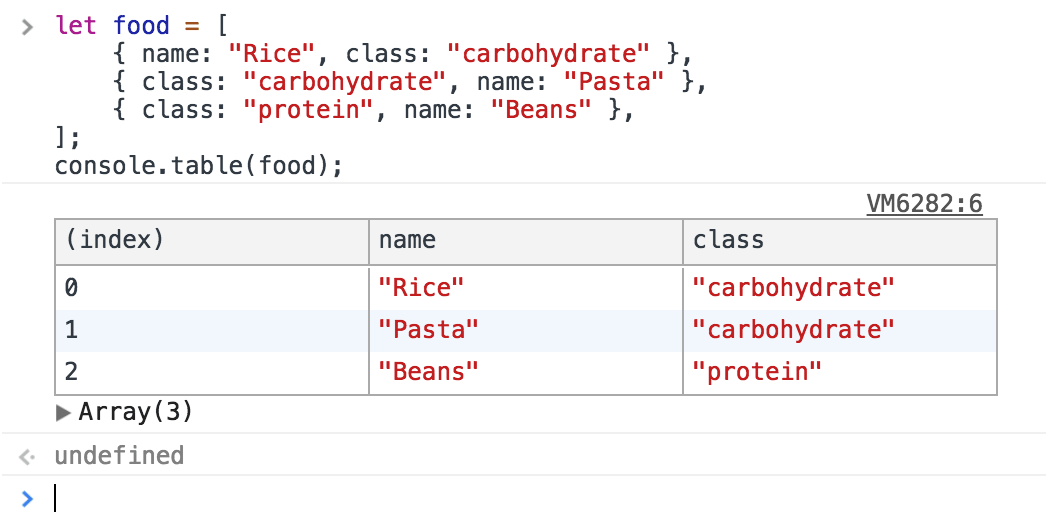 let food = [
{ name: "Rice", class: "carbohydrate" },
{ class: "carbohydrate", name: "Pasta" },
{ class: "protein", name: "Beans" },
];
console.table(food);
VM6282:6
(index) name class
0 "Rice" "carbohydrate"
1 "Pasta" "carbohydrate"
2 "Beans" "protein"
Array(3)
undefined